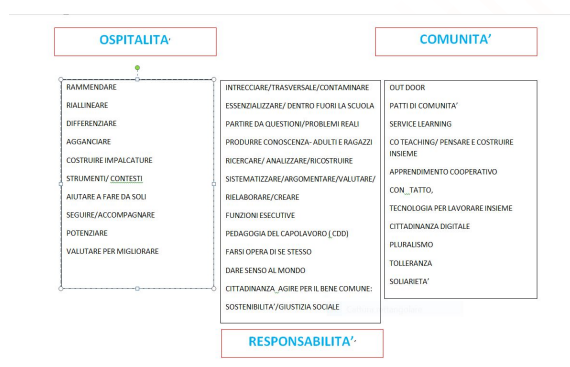 OSPITALITA'
COMUNITA'
RAMMENDARE
RIALLINEARE
DIFFERENZIARE
AGGANCIARE
COSTRUIRE IMPALCATURE
STRUMENTI/ CONTESTI
AIUTARE A FARE DA SOLI
SEGUIRE/ACCOMPAGNARE
POTENZIARE
VALUTARE PER MIGLIORARE
INTRECCIARE/TRASVERSALE/CONTAMINARE
ESSENZIALIZZARE/ DENTRO FUORI LA SCUOLA
PARTIRE DA QUESTIONI/PROBLEMI REALI
PRODURRE CONOSCENZA- ADULTI E RAGAZZI
RICERCARE/ ANALIZZARE/RICOSTRUIRE
SISTEMATIZZARE/ARGOMENTARE/VALUTARE/
RIELABORARE/CREARE
FUNZIONI ESECUTIVE
PEDAGOGIA DEL CAPOLAVORO ( CDD)
FARSI OPERA DI SE STESSO
DARE SENSO AL MONDO
CITTADINANZA_AGIRE PER IL BENE COMUNE:
SOSTENIBILITA'/GIUSTIZIA SOCIALE
OUT DOOR
PATTI DI COMUNITA'
SERVICE LEARNING
CO TEACHING/ PENSARE E COSTRUIRE
INSIEME
APPRENDIMENTO COOPERATIVO
CON_TATTO,
TECNOLOGIA PER LAVORARE INSIEME
CITTADINANZA DIGITALE
PLURALISMO
TOLLERANZA
SOLIARIETA'
RESPONSABILITA'